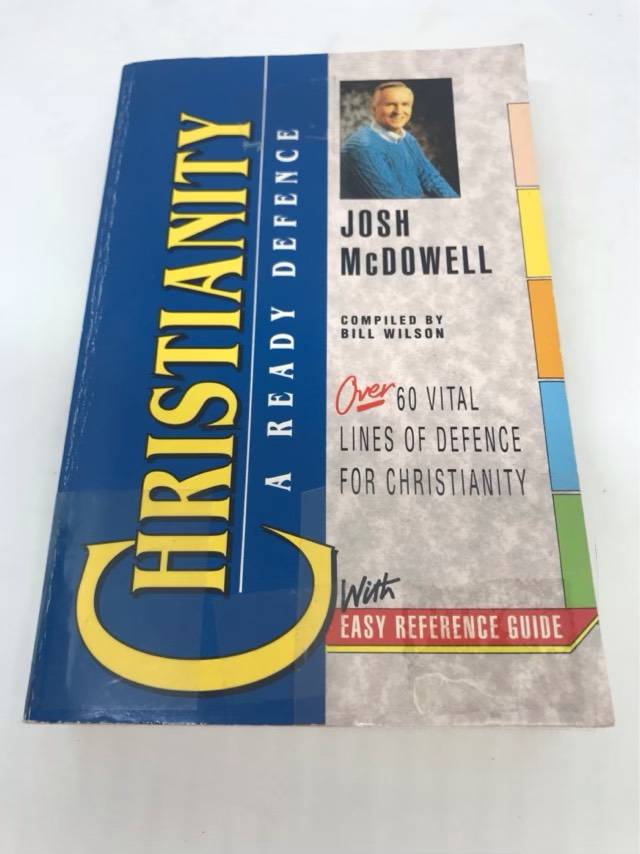 CHRISTIANITY
A READY DEFENCE
JOSH
McDOWELL
COMPILED BY
BILL WILSON
Over 60 VITAL
LINES OF DEFENCE
FOR CHRISTIANITY
With
EASY REFERENCE GUIDE